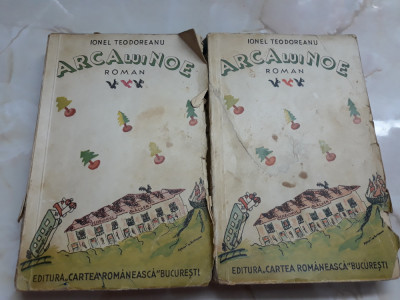 IONEL TEODOREANU
ARCA LUI NOE
ROMAN
EDITURA „CARTEA ROMÂNEASCĂ" BUCUREȘTI
IONEL TEODOREANU
ARCA LUI NOE
ROMAN
EDITURA „CARTEA ROMÂNEASCĂ" BUCUREȘTI